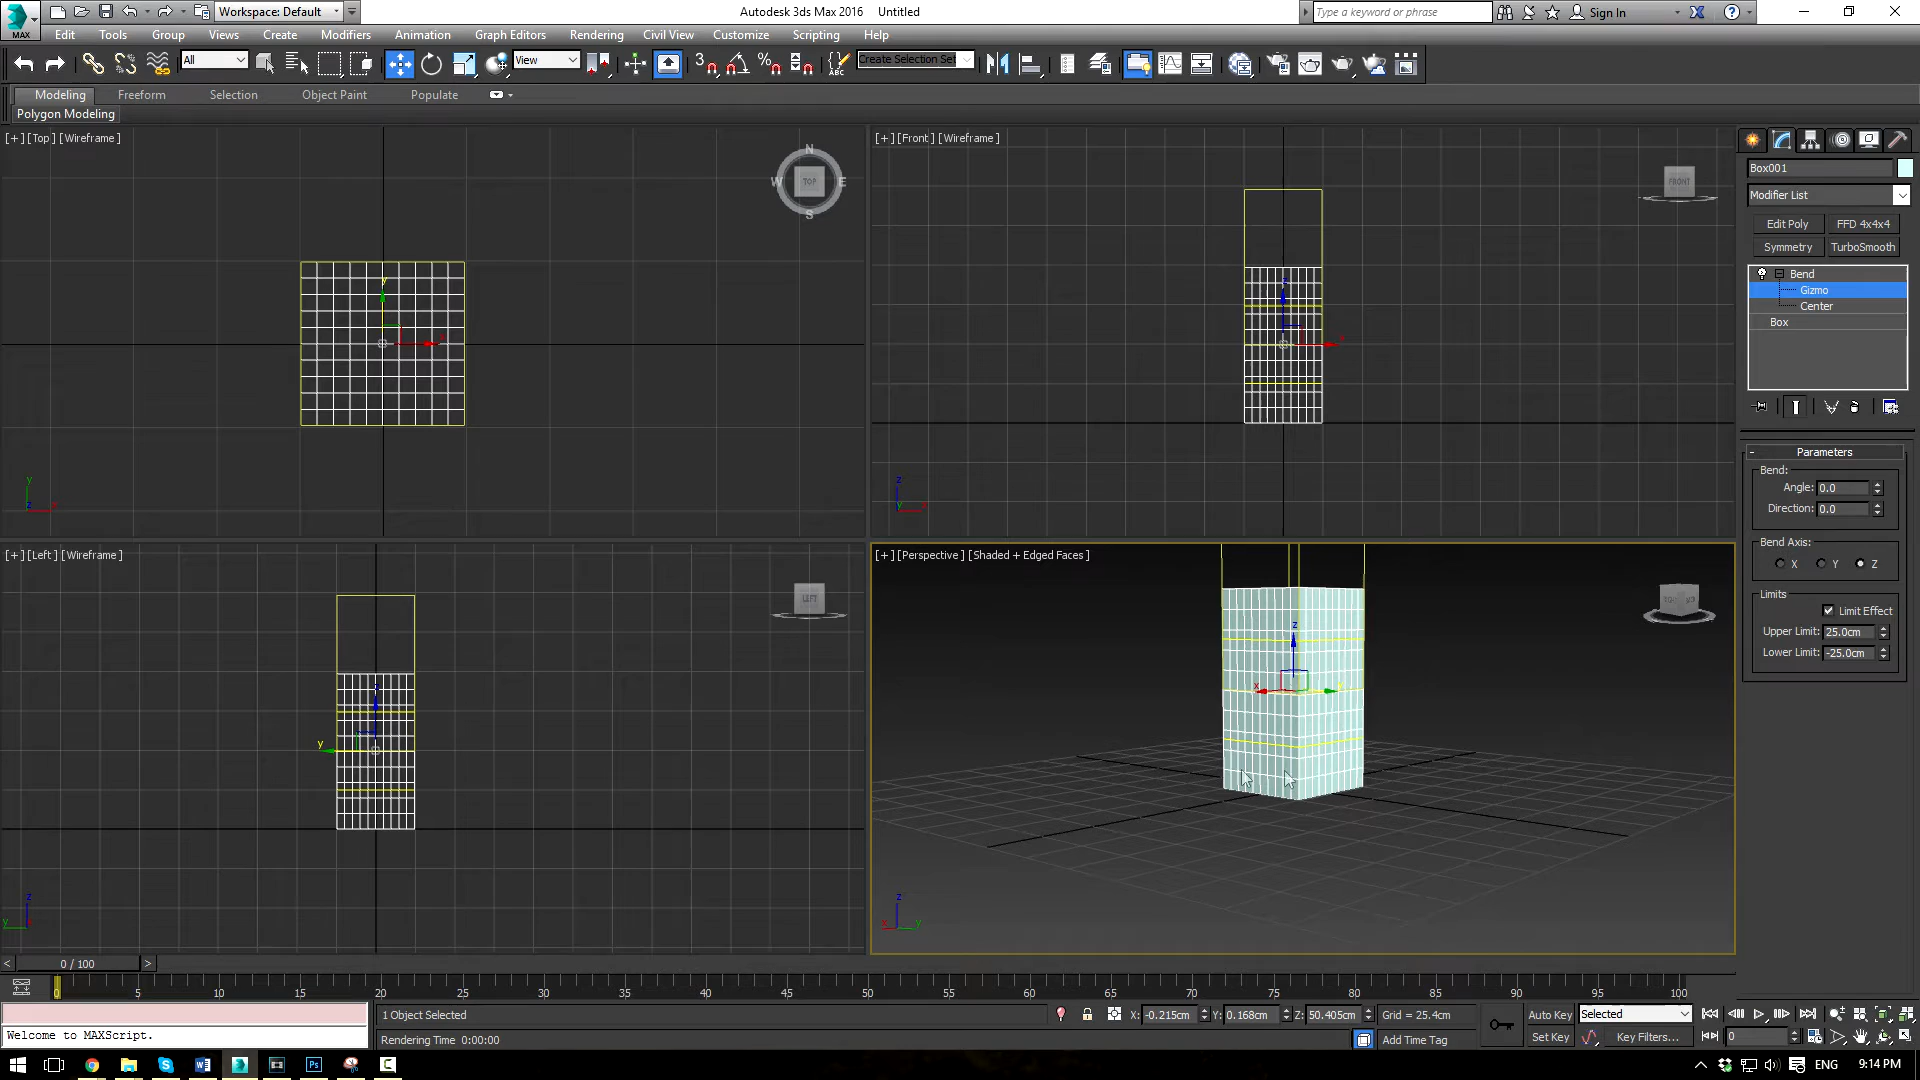 Workspace: Default
Autodesk 3ds Max 2016 Untitled
Type a keyword or phrase
Sign In
MAX
Edit Tools Group Views Create Modifiers Animation Graph Editors Rendering Civil View Customize Scripting Help
All
View
3
ABC
Create Selection Set
Modeling Freeform Selection Object Paint Populate
Polygon Modeling
[+] [Top] [Wireframe]
N
W
TOP
E
S
y
x
y
z
x
[+] [Front] [Wireframe]
FRONT
z
x
z
y
x
[+] [Left] [Wireframe]
LEFT
z
y
z
y
x
[+] [Perspective] [Shaded + Edged Faces]
z
x
z
x
y
Box001
Modifier List
Edit Poly FFD 4x4x4
Symmetry TurboSmooth
Bend
Gizmo
Center
Box
- Parameters
Bend:
Angle: 0.0
Direction: 0.0
Bend Axis:
X Y Z
Limits
Limit Effect
Upper Limit: 25.0cm
Lower Limit: -25.0cm
< 0 / 100 >
0 5 10 15 20 25 30 35 40 45 50 55 60 65 70 75 80 85 90 95 100
1 Object Selected
X: -0.215cm Y: 0.168cm Z: 50.405cm Grid = 25.4cm
Auto Key Selected
Welcome to MAXScript.
Rendering Time 0:00:00
Add Time Tag
Set Key Key Filters...
0
ENG 9:14 PM